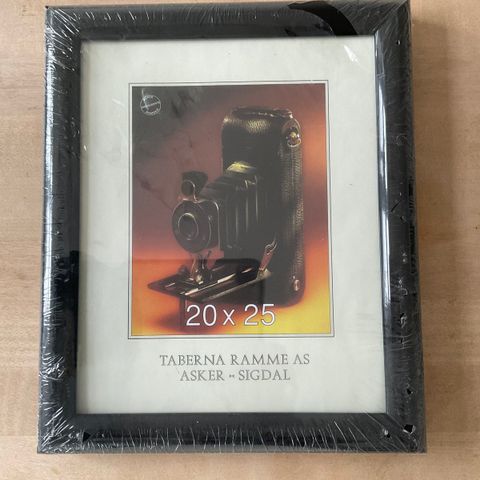 20 x 25
TABERNA RAMME AS
ASKER ⋈ SIGDAL